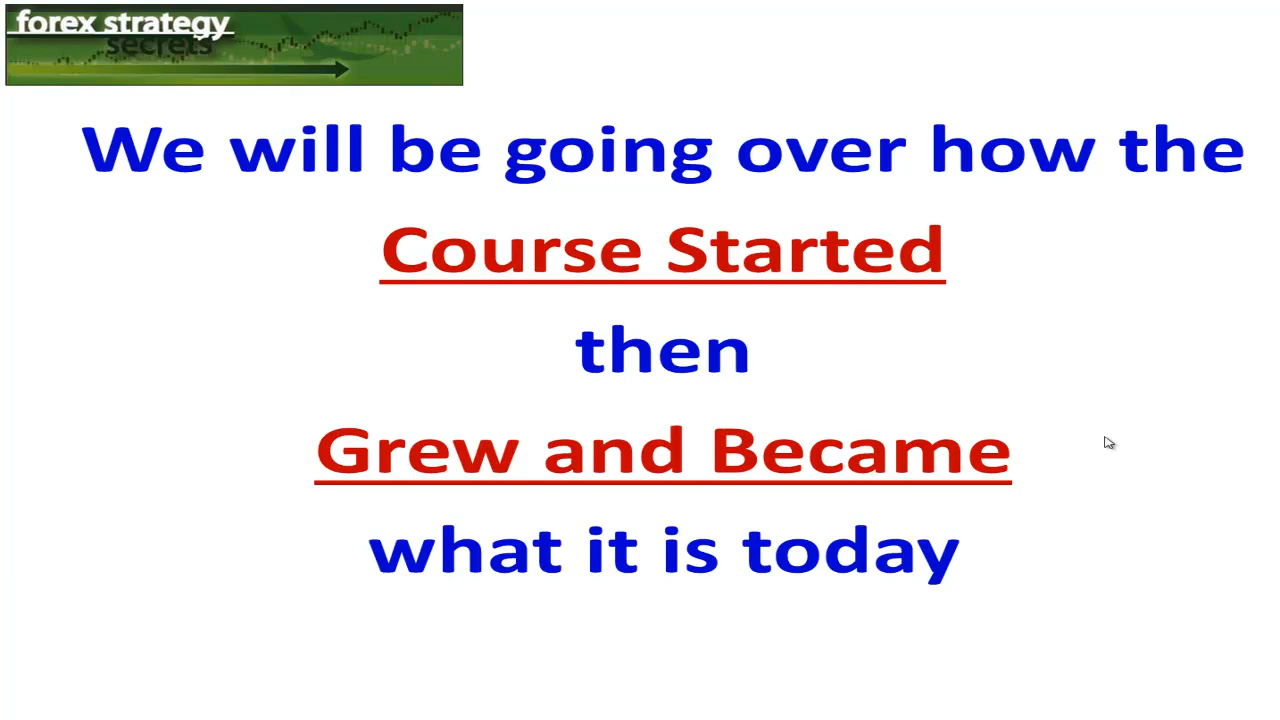 forex strategy
secrets
We will be going over how the
Course Started
then
Grew and Became
what it is today